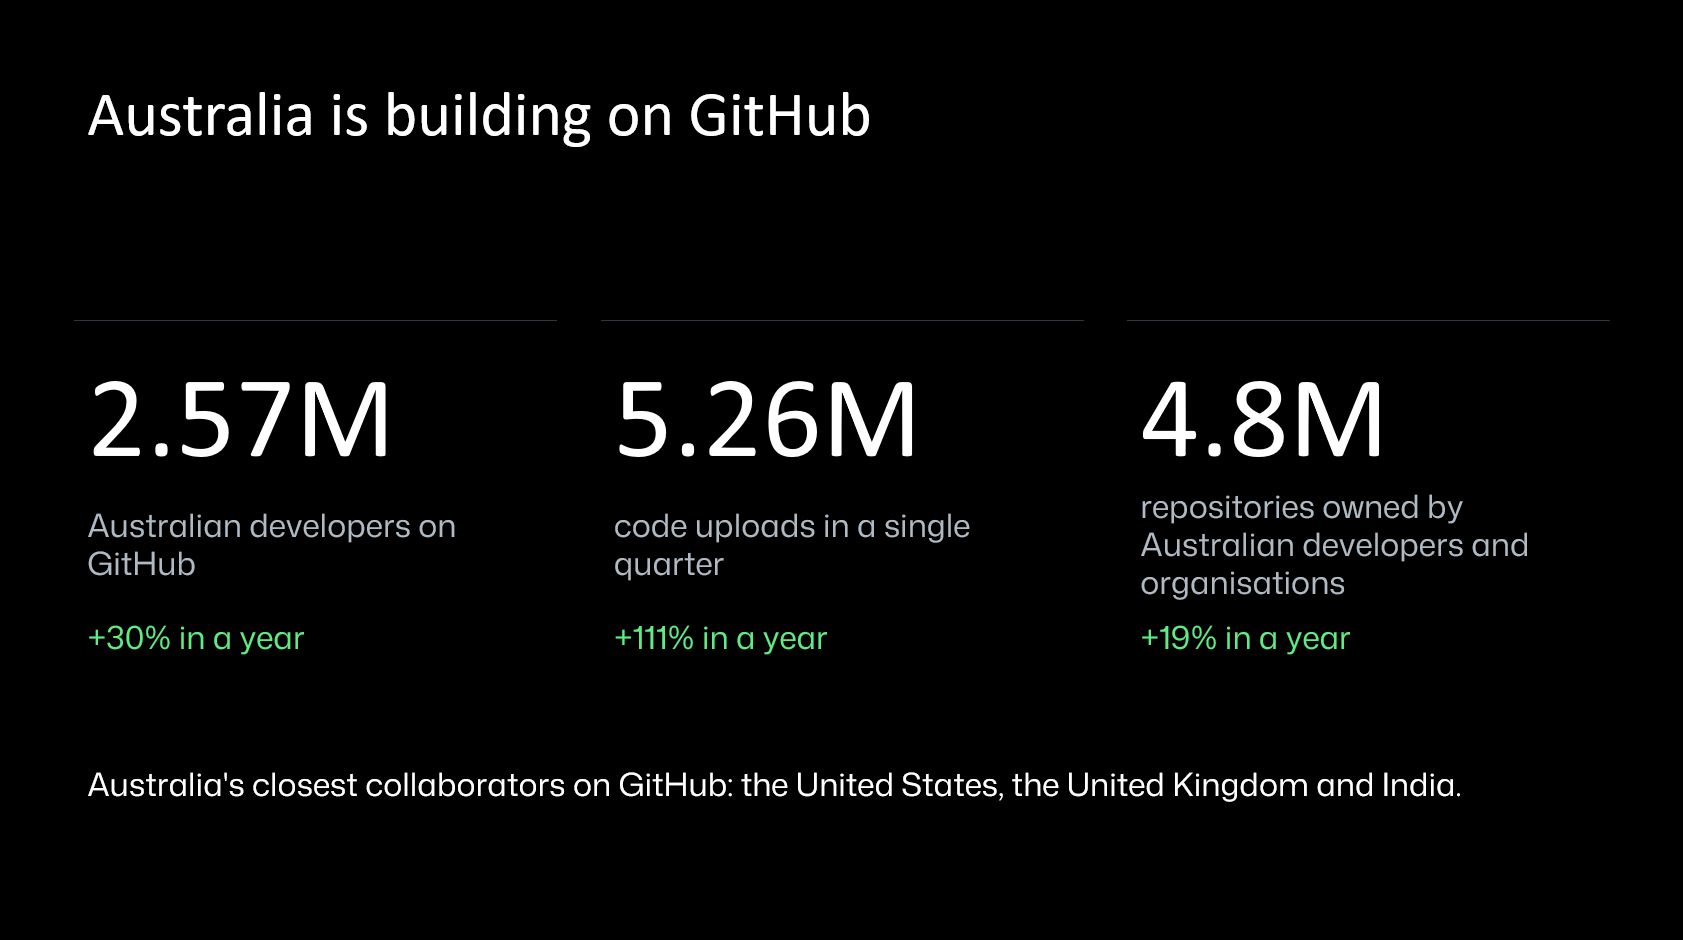 Australia is building on GitHub
2.57M
Australian developers on
GitHub
+30% in a year
5.26M
code uploads in a single
quarter
+111% in a year
4.8M
repositories owned by
Australian developers and
organisations
+19% in a year
Australia's closest collaborators on GitHub: the United States, the United Kingdom and India.